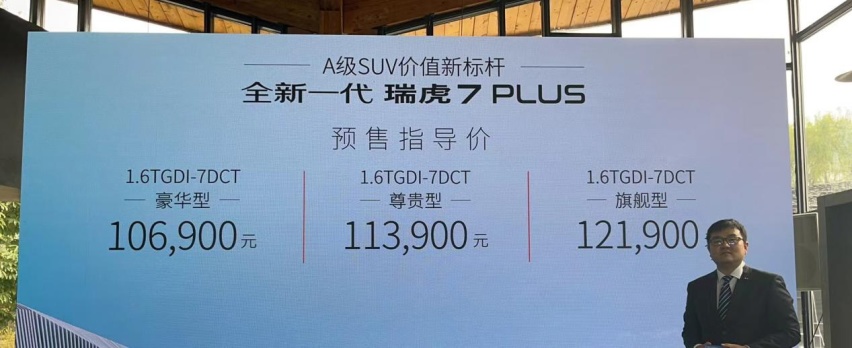 A级SUV价值新标杆
全新一代 瑞虎7 PLUS
预售指导价
1.6TGDI-7DCT
豪华型
106,900元
1.6TGDI-7DCT
尊贵型
113,900元
1.6TGDI-7DCT
旗舰型
121,900